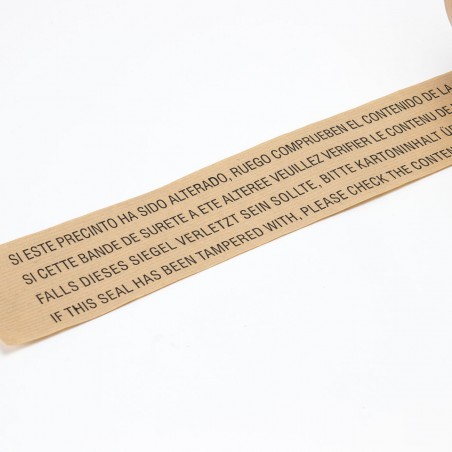 SI ESTE PRECINTO HA SIDO ALTERADO, RUEGO COMPRUEBEN EL CONTENIDO DE LA
SI CETTE BANDE DE SURETE A ETE ALTEREE VEUILLEZ VERIFIER LE CONTENU DE
FALLS DIESES SIEGEL VERLETZT SEIN SOLLTE, BITTE KARTONINHALT
IF THIS SEAL HAS BEEN TAMPERED WITH, PLEASE CHECK THE